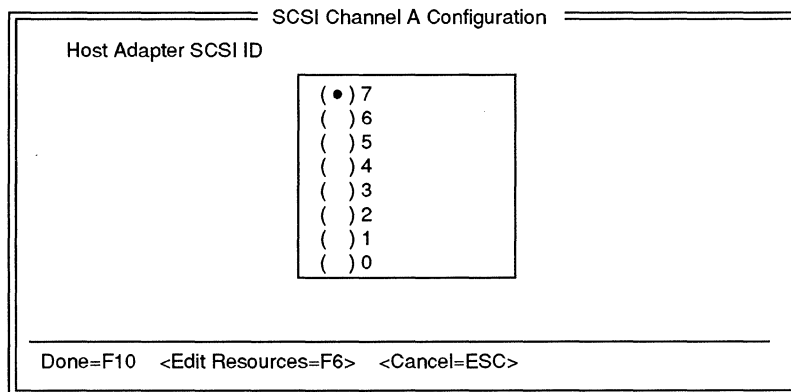 SCSI Channel A Configuration
Host Adapter SCSI ID
(•) 7
( ) 6
( ) 5
( ) 4
( ) 3
( ) 2
( ) 1
( ) 0
Done=F10 <Edit Resources=F6> <Cancel=ESC>